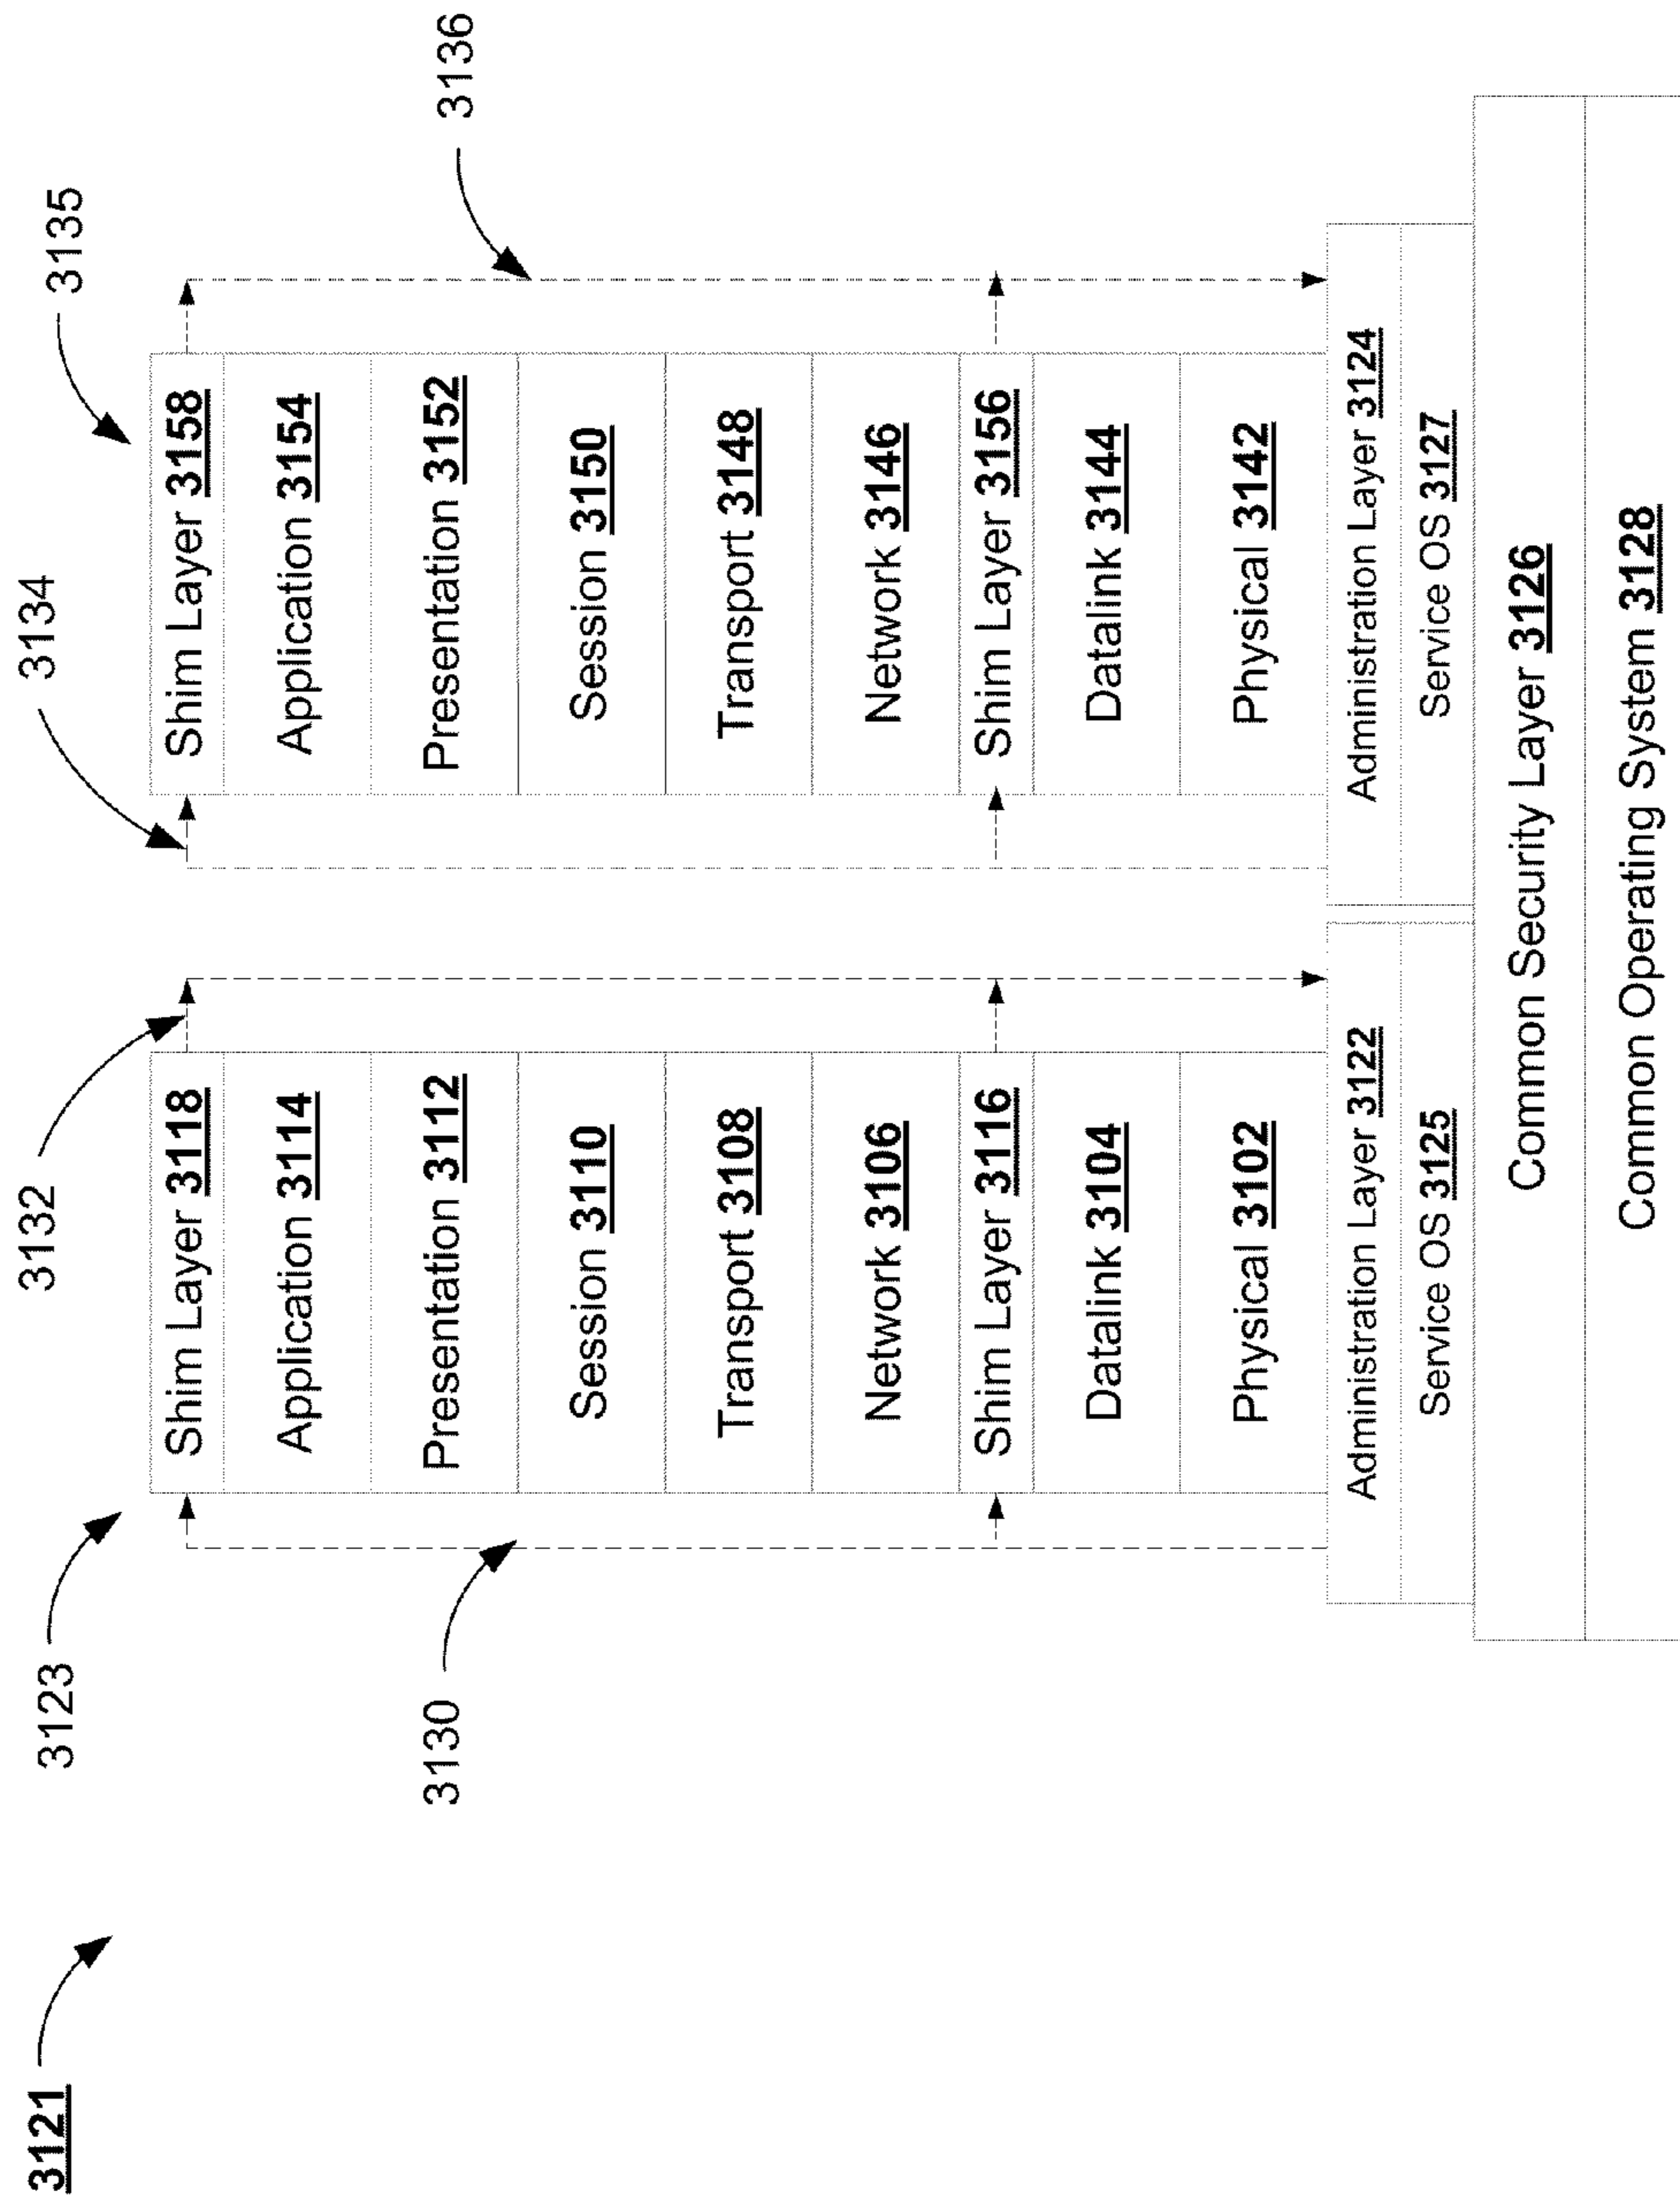 3121
3123
3132
3134
3135
3130
3136
Shim Layer 3118
Application 3114
Presentation 3112
Session 3110
Transport 3108
Network 3106
Shim Layer 3116
Datalink 3104
Physical 3102
Administration Layer 3122
Service OS 3125
Shim Layer 3158
Application 3154
Presentation 3152
Session 3150
Transport 3148
Network 3146
Shim Layer 3156
Datalink 3144
Physical 3142
Administration Layer 3124
Service OS 3127
Common Security Layer 3126
Common Operating System 3128